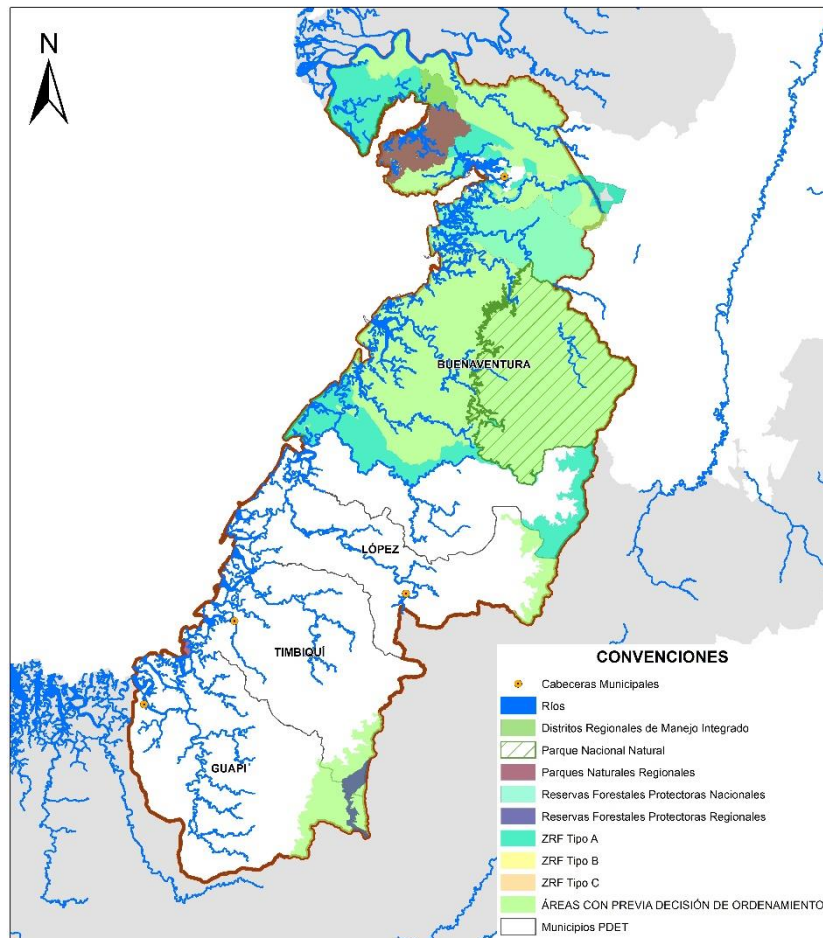 N
BUENAVENTURA
LÓPEZ
TIMBIQUÍ
GUAPI
CONVENCIONES
Cabeceras Municipales
Ríos
Distritos Regionales de Manejo Integrado
Parque Nacional Natural
Parques Naturales Regionales
Reservas Forestales Protectoras Nacionales
Reservas Forestales Protectoras Regionales
ZRF Tipo A
ZRF Tipo B
ZRF Tipo C
ÁREAS CON PREVIA DECISIÓN DE ORDENAMIENTO
Municipios PDET